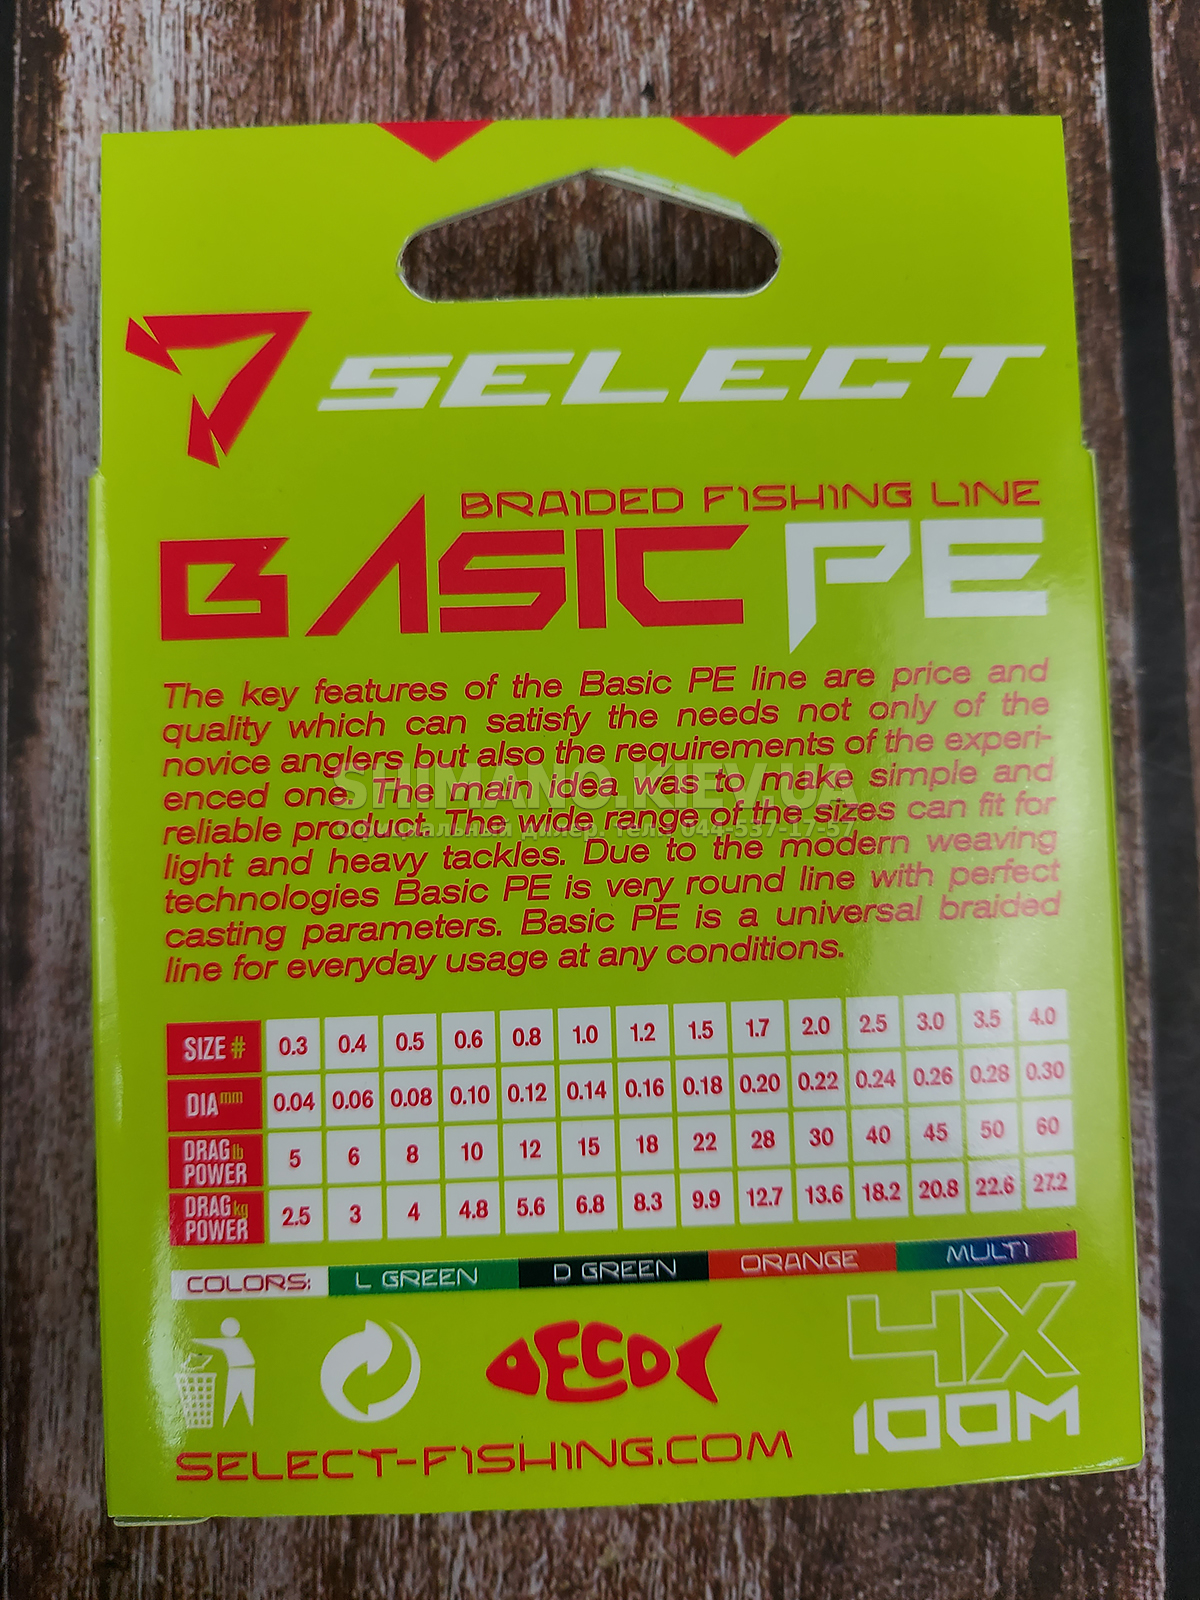 SELECT
BRAIDED FISHING LINE
BASIC PE
The key features of the Basic PE line are price and
quality which can satisfy the needs not only of the
novice anglers but also the requirements of the experi-
enced one. The main idea was to make simple and
reliable product. The wide range of the sizes can fit for
light and heavy tackles. Due to the modern weaving
technologies Basic PE is very round line with perfect
casting parameters. Basic PE is a universal braided
line for everyday usage at any conditions.
SHIMANO.KIEV.UA
Официальный дилер. тел.: 044-537-17-57
SIZE # 0.3 0.4 0.5 0.6 0.8 1.0 1.2 1.5 1.7 2.0 2.5 3.0 3.5 4.0
DIA mm 0.04 0.06 0.08 0.10 0.12 0.14 0.16 0.18 0.20 0.22 0.24 0.26 0.28 0.30
DRAG lb POWER 5 6 8 10 12 15 18 22 28 30 40 45 50 60
DRAG kg POWER 2.5 3 4 4.8 5.6 6.8 8.3 9.9 12.7 13.6 18.2 20.8 22.6 27.2
COLORS: L GREEN D GREEN ORANGE MULTI
ECO
4X
100M
SELECT-FISHING.COM